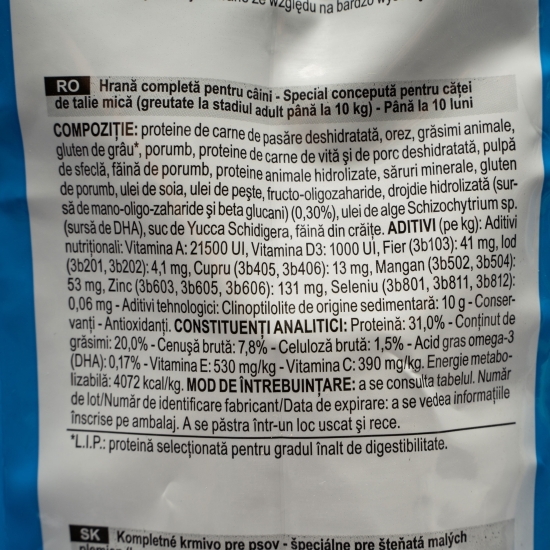 RO Hrană completă pentru câini - Special concepută pentru căței
de talie mică (greutate la stadiul adult până la 10 kg) - Până la 10 luni
COMPOZIȚIE: proteine de carne de pasăre deshidratată, orez, grăsimi animale,
gluten de grâu*, porumb, proteine de carne de vită și de porc deshidratată, pulpă
de sfeclă, făină de porumb, proteine animale hidrolizate, săruri minerale, gluten
de porumb, ulei de soia, ulei de pește, fructo-oligozaharide, drojdie hidrolizată (sur-
să de mano-oligo-zaharide și beta glucani) (0,30%), ulei de alge Schizochytrium sp.
(sursă de DHA), suc de Yucca Schidigera, făină din crăițe. ADITIVI (pe kg): Aditivi
nutriționali: Vitamina A: 21500 UI, Vitamina D3: 1000 UI, Fier (3b103): 41 mg, Iod
(3b201, 3b202): 4,1 mg, Cupru (3b405, 3b406): 13 mg, Mangan (3b502, 3b504):
53 mg, Zinc (3b603, 3b605, 3b606): 131 mg, Seleniu (3b801, 3b811, 3b812):
0,06 mg - Aditivi tehnologici: Clinoptilolite de origine sedimentară: 10 g - Conser-
vanți - Antioxidanți. CONSTITUENȚI ANALITICI: Proteină: 31,0% - Conținut de
grăsimi: 20,0% - Cenușă brută: 7,8% - Celuloză brută: 1,5% - Acid gras omega-3
(DHA): 0,17% - Vitamina E: 530 mg/kg - Vitamina C: 390 mg/kg. Energie metabo-
lizabilă: 4072 kcal/kg. MOD DE ÎNTREBUINȚARE: a se consulta tabelul. Număr
de lot/Număr de identificare fabricant/Data de expirare: a se vedea informațiile
înscrise pe ambalaj. A se păstra într-un loc uscat și rece.
*L.I.P.: proteină selecționată pentru gradul înalt de digestibilitate.
SK Kompletné krmivo pre psov - špeciálne pre šteňatá malých